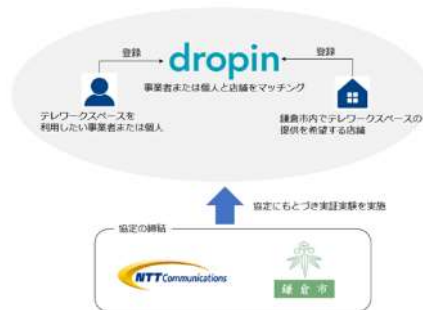 登録
dropin
登録
事業者または個人と店舗をマッチング
テレワークスペースを
利用したい事業者または個人
鎌倉市内でテレワークスペースの
提供を希望する店舗
協定にもとづき実証実験を実施
協定の締結
NTT Communications
鎌倉市